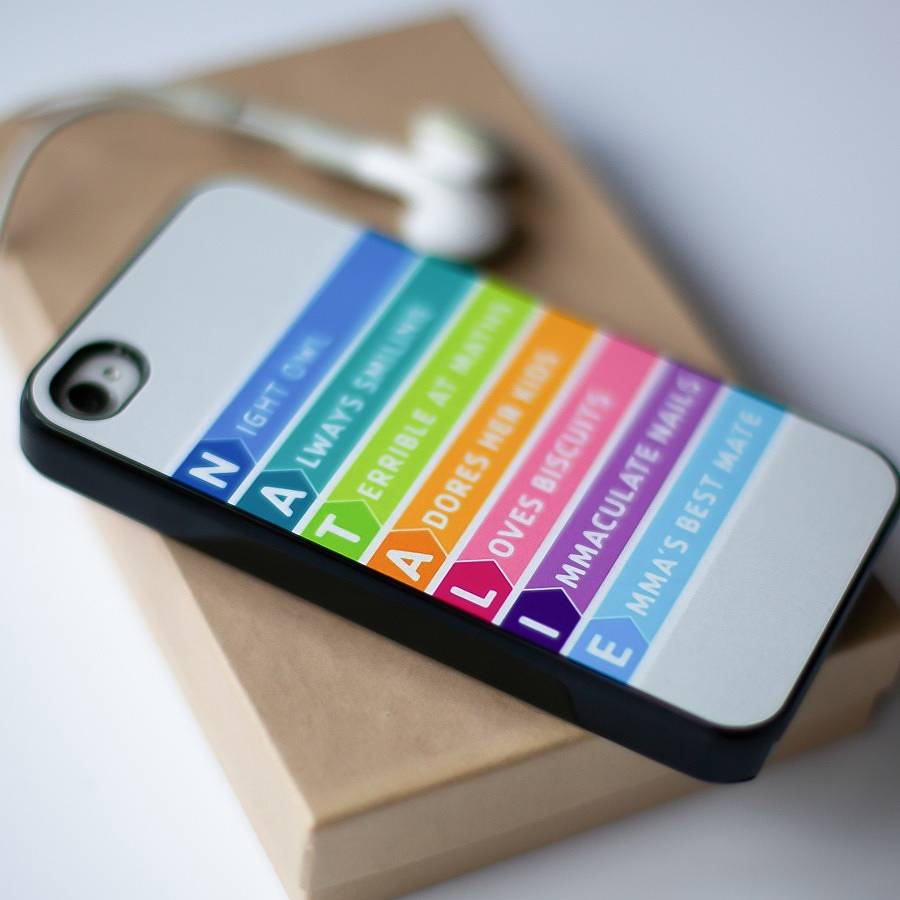 NIGHT OWL
ALWAYS SMILING
TERRIBLE AT MATHS
ADORES HER KIDS
LOVES BISCUITS
IMMACULATE NAILS
EMMA'S BEST MATE